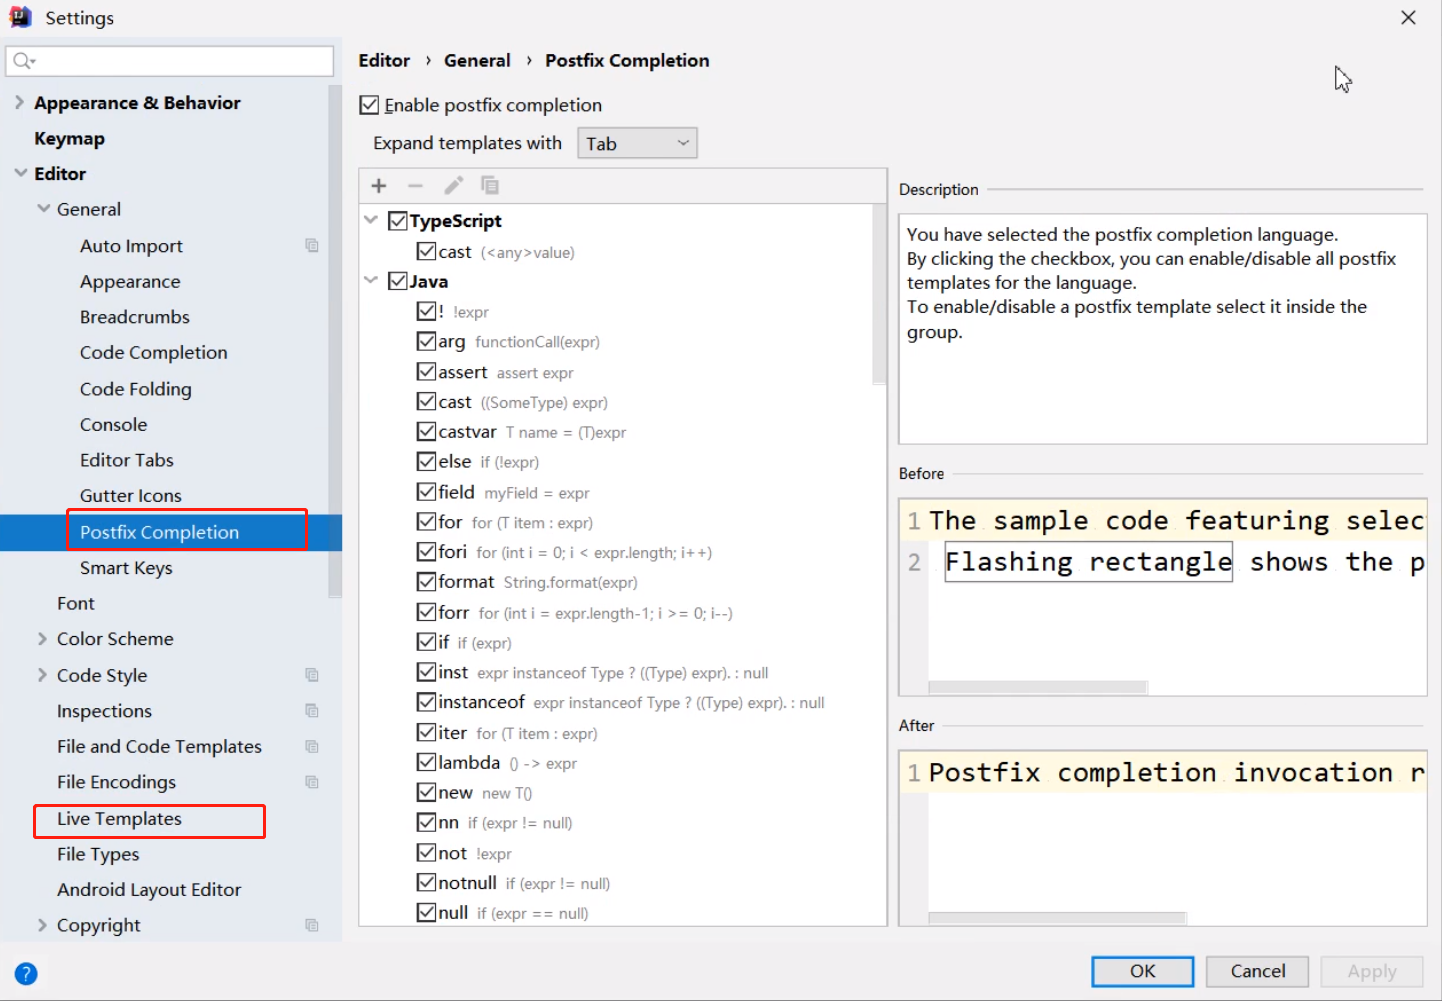 Settings
Appearance & Behavior
Keymap
Editor
General
Auto Import
Appearance
Breadcrumbs
Code Completion
Code Folding
Console
Editor Tabs
Gutter Icons
Postfix Completion
Smart Keys
Font
Color Scheme
Code Style
Inspections
File and Code Templates
File Encodings
Live Templates
File Types
Android Layout Editor
Copyright
?
Editor › General › Postfix Completion
Enable postfix completion
Expand templates with Tab
TypeScript
cast (<any>value)
Java
! !expr
arg functionCall(expr)
assert assert expr
cast ((SomeType) expr)
castvar T name = (T)expr
else if (!expr)
field myField = expr
for for (T item : expr)
fori for (int i = 0; i < expr.length; i++)
format String.format(expr)
forr for (int i = expr.length-1; i >= 0; i--)
if if (expr)
inst expr instanceof Type ? ((Type) expr). : null
instanceof expr instanceof Type ? ((Type) expr). : null
iter for (T item : expr)
lambda () -> expr
new new T()
nn if (expr != null)
not !expr
notnull if (expr != null)
null if (expr == null)
Description
You have selected the postfix completion language.
By clicking the checkbox, you can enable/disable all postfix
templates for the language.
To enable/disable a postfix template select it inside the
group.
Before
1 The sample code featuring selec
2 Flashing rectangle shows the p
After
1 Postfix completion invocation r
OK Cancel Apply